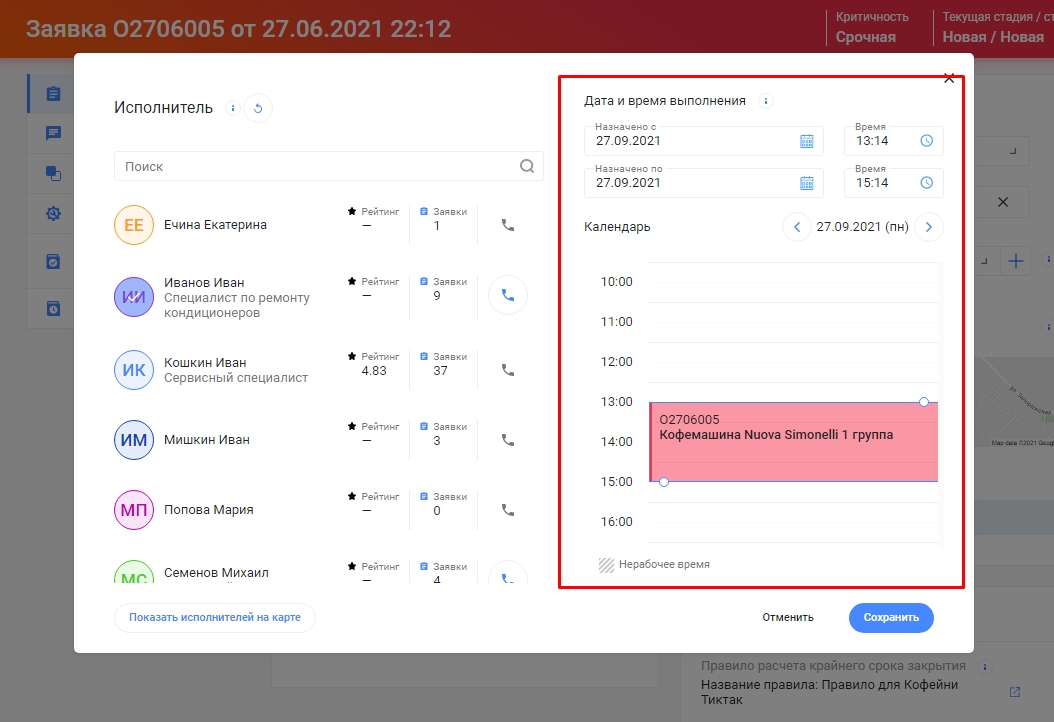 Заявка О2706005 от 27.06.2021 22:12
Критичность
Срочная
Текущая стадия / ст
Новая / Новая
Исполнитель
Поиск
ЕЕ
Ечина Екатерина
Рейтинг
—
Заявки
1
ИИ
Иванов Иван
Специалист по ремонту
кондиционеров
Рейтинг
—
Заявки
9
ИК
Кошкин Иван
Сервисный специалист
Рейтинг
4.83
Заявки
37
ИМ
Мишкин Иван
Рейтинг
—
Заявки
3
МП
Попова Мария
Рейтинг
—
Заявки
0
МС
Семенов Михаил
Рейтинг
—
Заявки
4
Показать исполнителей на карте
Дата и время выполнения
Назначено с
27.09.2021
Время
13:14
Назначено по
27.09.2021
Время
15:14
Календарь
27.09.2021 (пн)
10:00
11:00
12:00
13:00
14:00
15:00
16:00
О2706005
Кофемашина Nuova Simonelli 1 группа
Нерабочее время
Отменить
Сохранить
ул. Запорожская
Map data ©2021 Googl
Правило расчета крайнего срока закрытия
Название правила: Правило для Кофейни
Тиктак